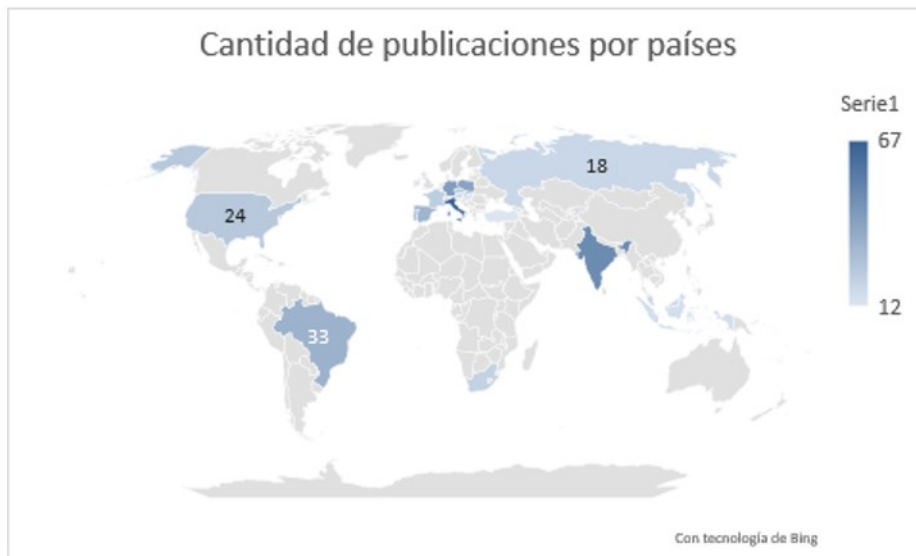 Cantidad de publicaciones por países
Serie1
67
18
24
12
33
Con tecnología de Bing